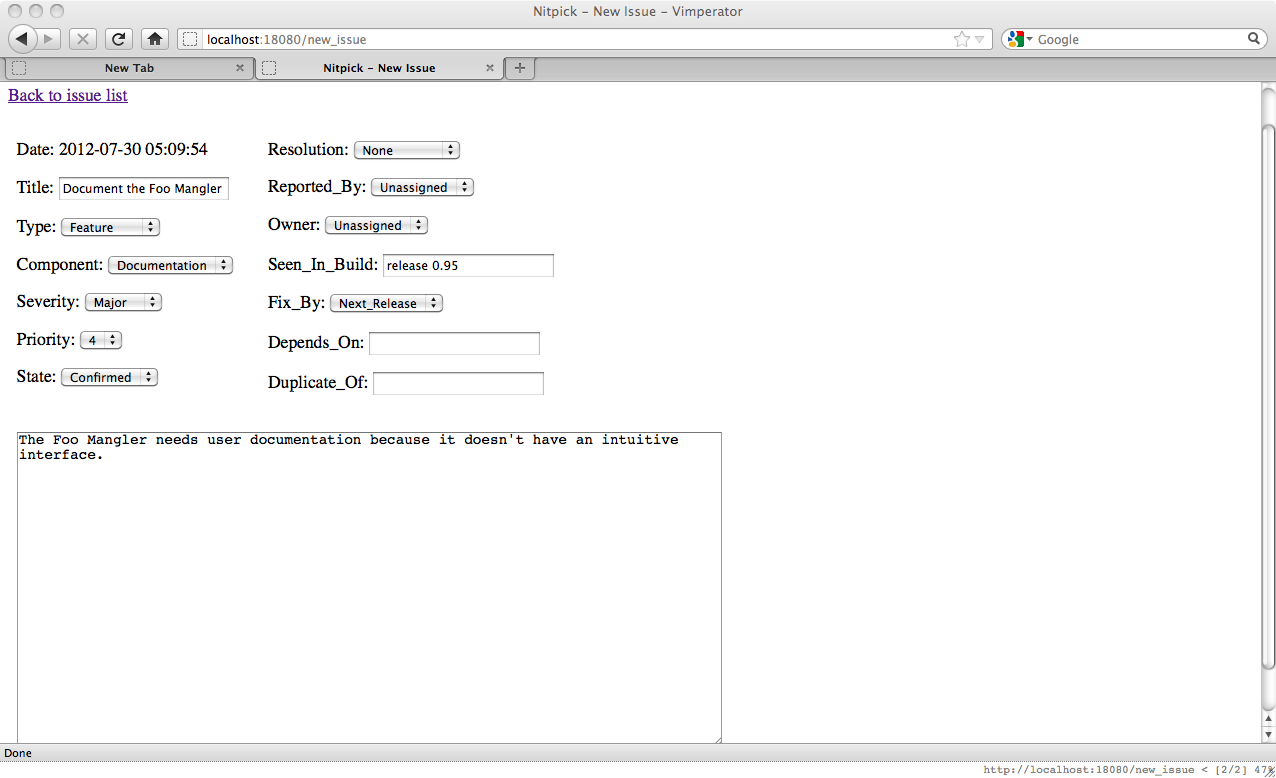 Nitpick – New Issue – Vimperator
localhost:18080/new_issue
Google
New Tab
Nitpick – New Issue
Back to issue list
Date: 2012-07-30 05:09:54
Title: Document the Foo Mangler
Type: Feature
Component: Documentation
Severity: Major
Priority: 4
State: Confirmed
Resolution: None
Reported_By: Unassigned
Owner: Unassigned
Seen_In_Build: release 0.95
Fix_By: Next_Release
Depends_On:
Duplicate_Of:
The Foo Mangler needs user documentation because it doesn't have an intuitive
interface.
Done
http://localhost:18080/new_issue < [2/2] 47%